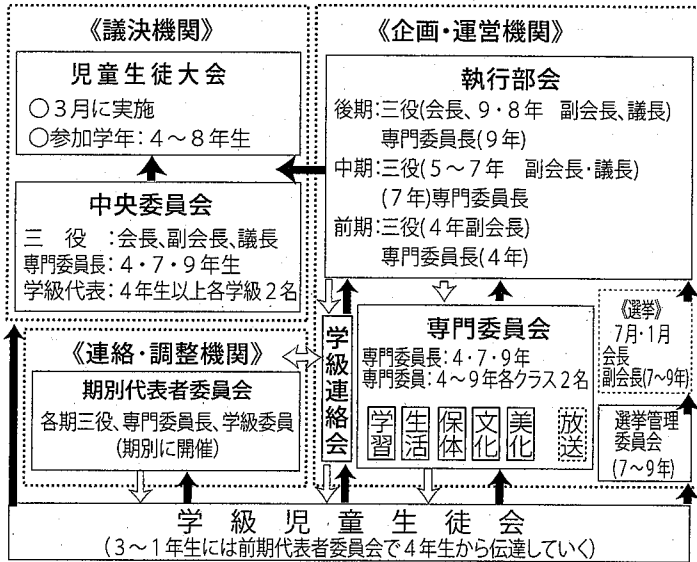 《議決機関》
児童生徒大会
○3月に実施
○参加学年：4～8年生
中央委員会
三 役 ：会長、副会長、議長
専門委員長：4・7・9年生
学級代表：4年生以上各学級2名
《連絡・調整機関》
期別代表者委員会
各期三役、専門委員長、学級委員
(期別に開催)
《企画・運営機関》
執行部会
後期：三役(会長、9・8年 副会長、議長)
専門委員長(9年)
中期：三役(5～7年 副会長・議長)
(7年)専門委員長
前期：三役(4年副会長)
専門委員長(4年)
学級連絡会
専門委員会
専門委員長：4・7・9年
専門委員：4～9年各クラス2名
学習 生活 保体 文化 美化 放送
《選挙》
7月・1月
会長
副会長(7～9年)
選挙管理
委員会
(7～9年)
学級児童生徒会
(3～1年生には前期代表者委員会で4年生から伝達していく)